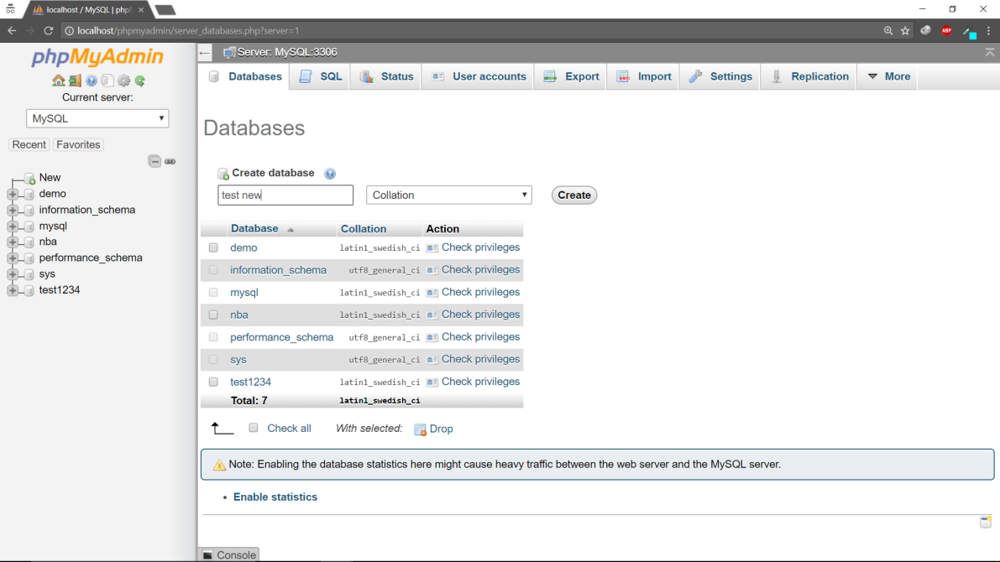 localhost / MySQL | php
localhost/phpmyadmin/server_databases.php?server=1
ABP
phpMyAdmin
Current server:
MySQL
Recent Favorites
New
demo
information_schema
mysql
nba
performance_schema
sys
test1234
Server: MySQL:3306
Databases SQL Status User accounts Export Import Settings Replication More
Databases
Create database
test new Collation Create
Database Collation Action
demo latin1_swedish_ci Check privileges
information_schema utf8_general_ci Check privileges
mysql latin1_swedish_ci Check privileges
nba latin1_swedish_ci Check privileges
performance_schema utf8_general_ci Check privileges
sys utf8_general_ci Check privileges
test1234 latin1_swedish_ci Check privileges
Total: 7 latin1_swedish_ci
Check all With selected: Drop
Note: Enabling the database statistics here might cause heavy traffic between the web server and the MySQL server.
• Enable statistics
Console